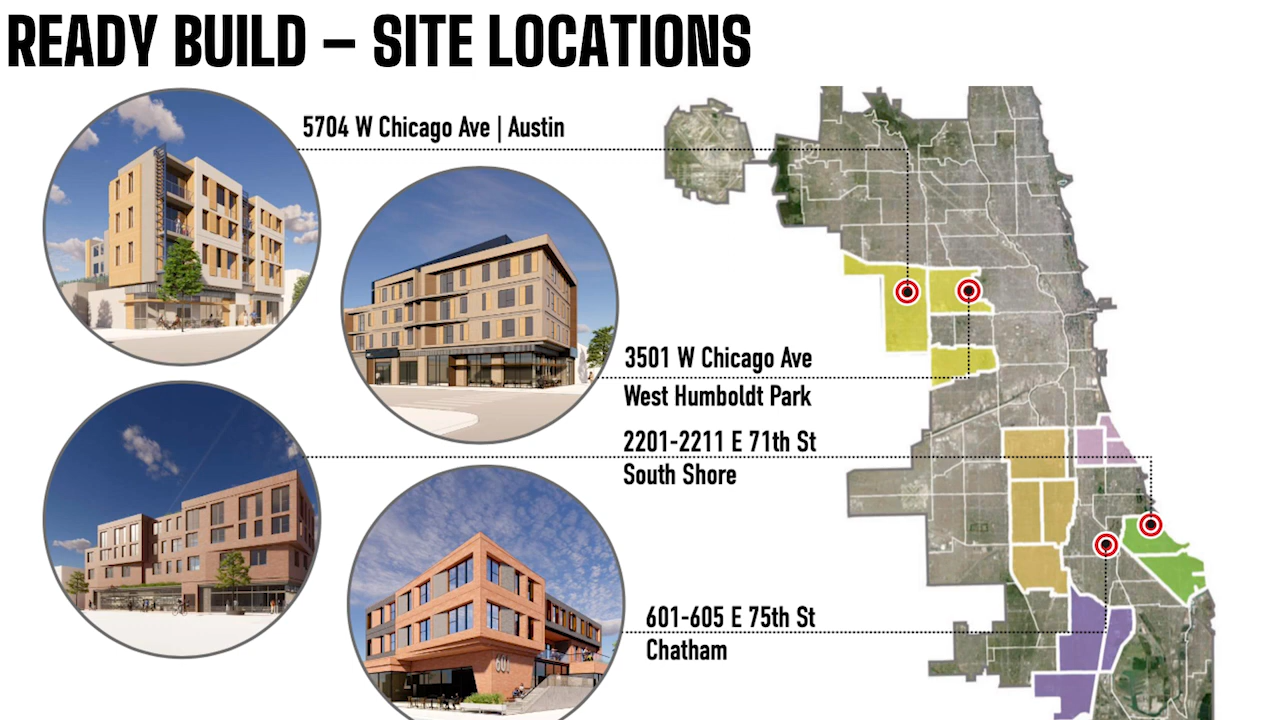 READY BUILD – SITE LOCATIONS
5704 W Chicago Ave | Austin
3501 W Chicago Ave
West Humboldt Park
2201-2211 E 71th St
South Shore
601-605 E 75th St
Chatham
601